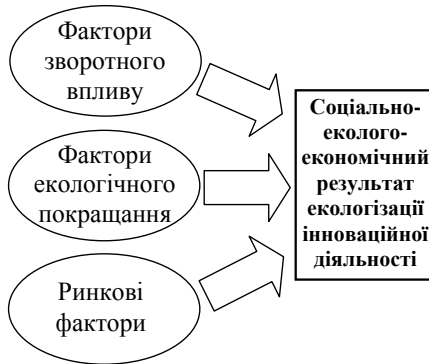 Фактори
зворотного
впливу
Фактори
екологічного
покращання
Ринкові
фактори
Соціально-
еколого-
економічний
результат
екологізації
інноваційної
діяльності